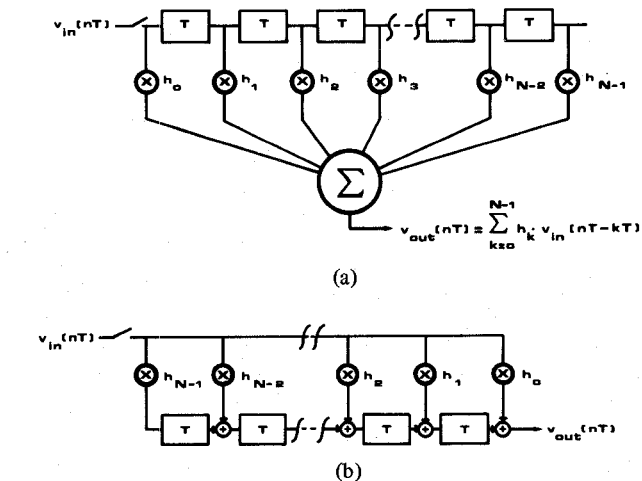 v_in(nT) T T T T T
h_0 h_1 h_2 h_3 h_N-2 h_N-1
Σ
v_out(nT) = N-1 ∑ k=0 h_k · v_in(nT-kT)
(a)
v_in(nT)
h_N-1 h_N-2 h_2 h_1 h_0
T T T T v_out(nT)
(b)